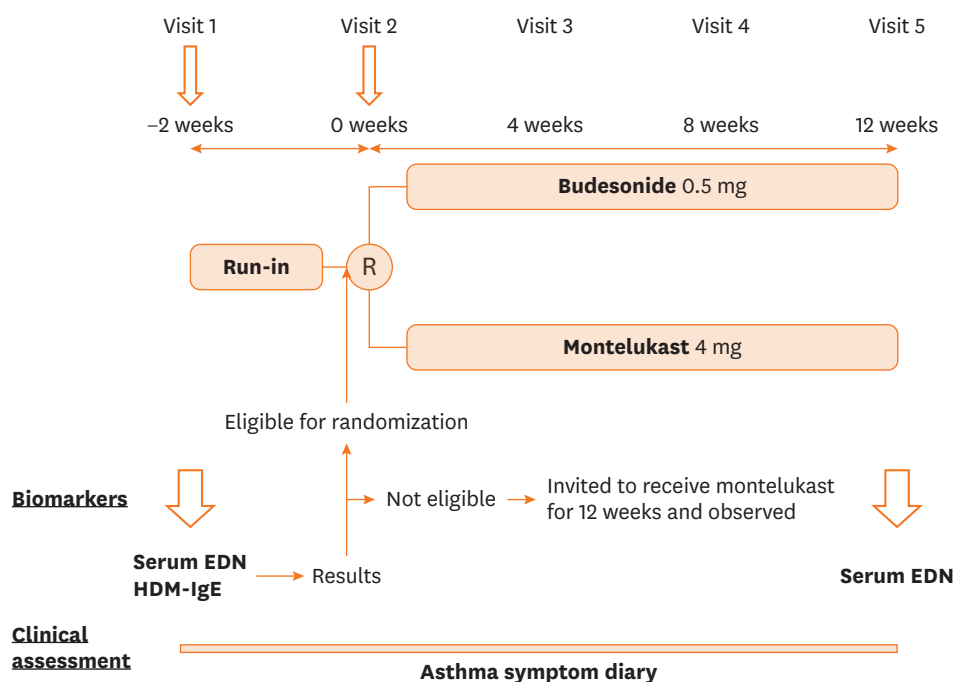 Visit 1 Visit 2 Visit 3 Visit 4 Visit 5
–2 weeks 0 weeks 4 weeks 8 weeks 12 weeks
Budesonide 0.5 mg
Run-in R
Montelukast 4 mg
Eligible for randomization
Biomarkers
Not eligible
Invited to receive montelukast
for 12 weeks and observed
Serum EDN
HDM-IgE
Results
Serum EDN
Clinical
assessment
Asthma symptom diary